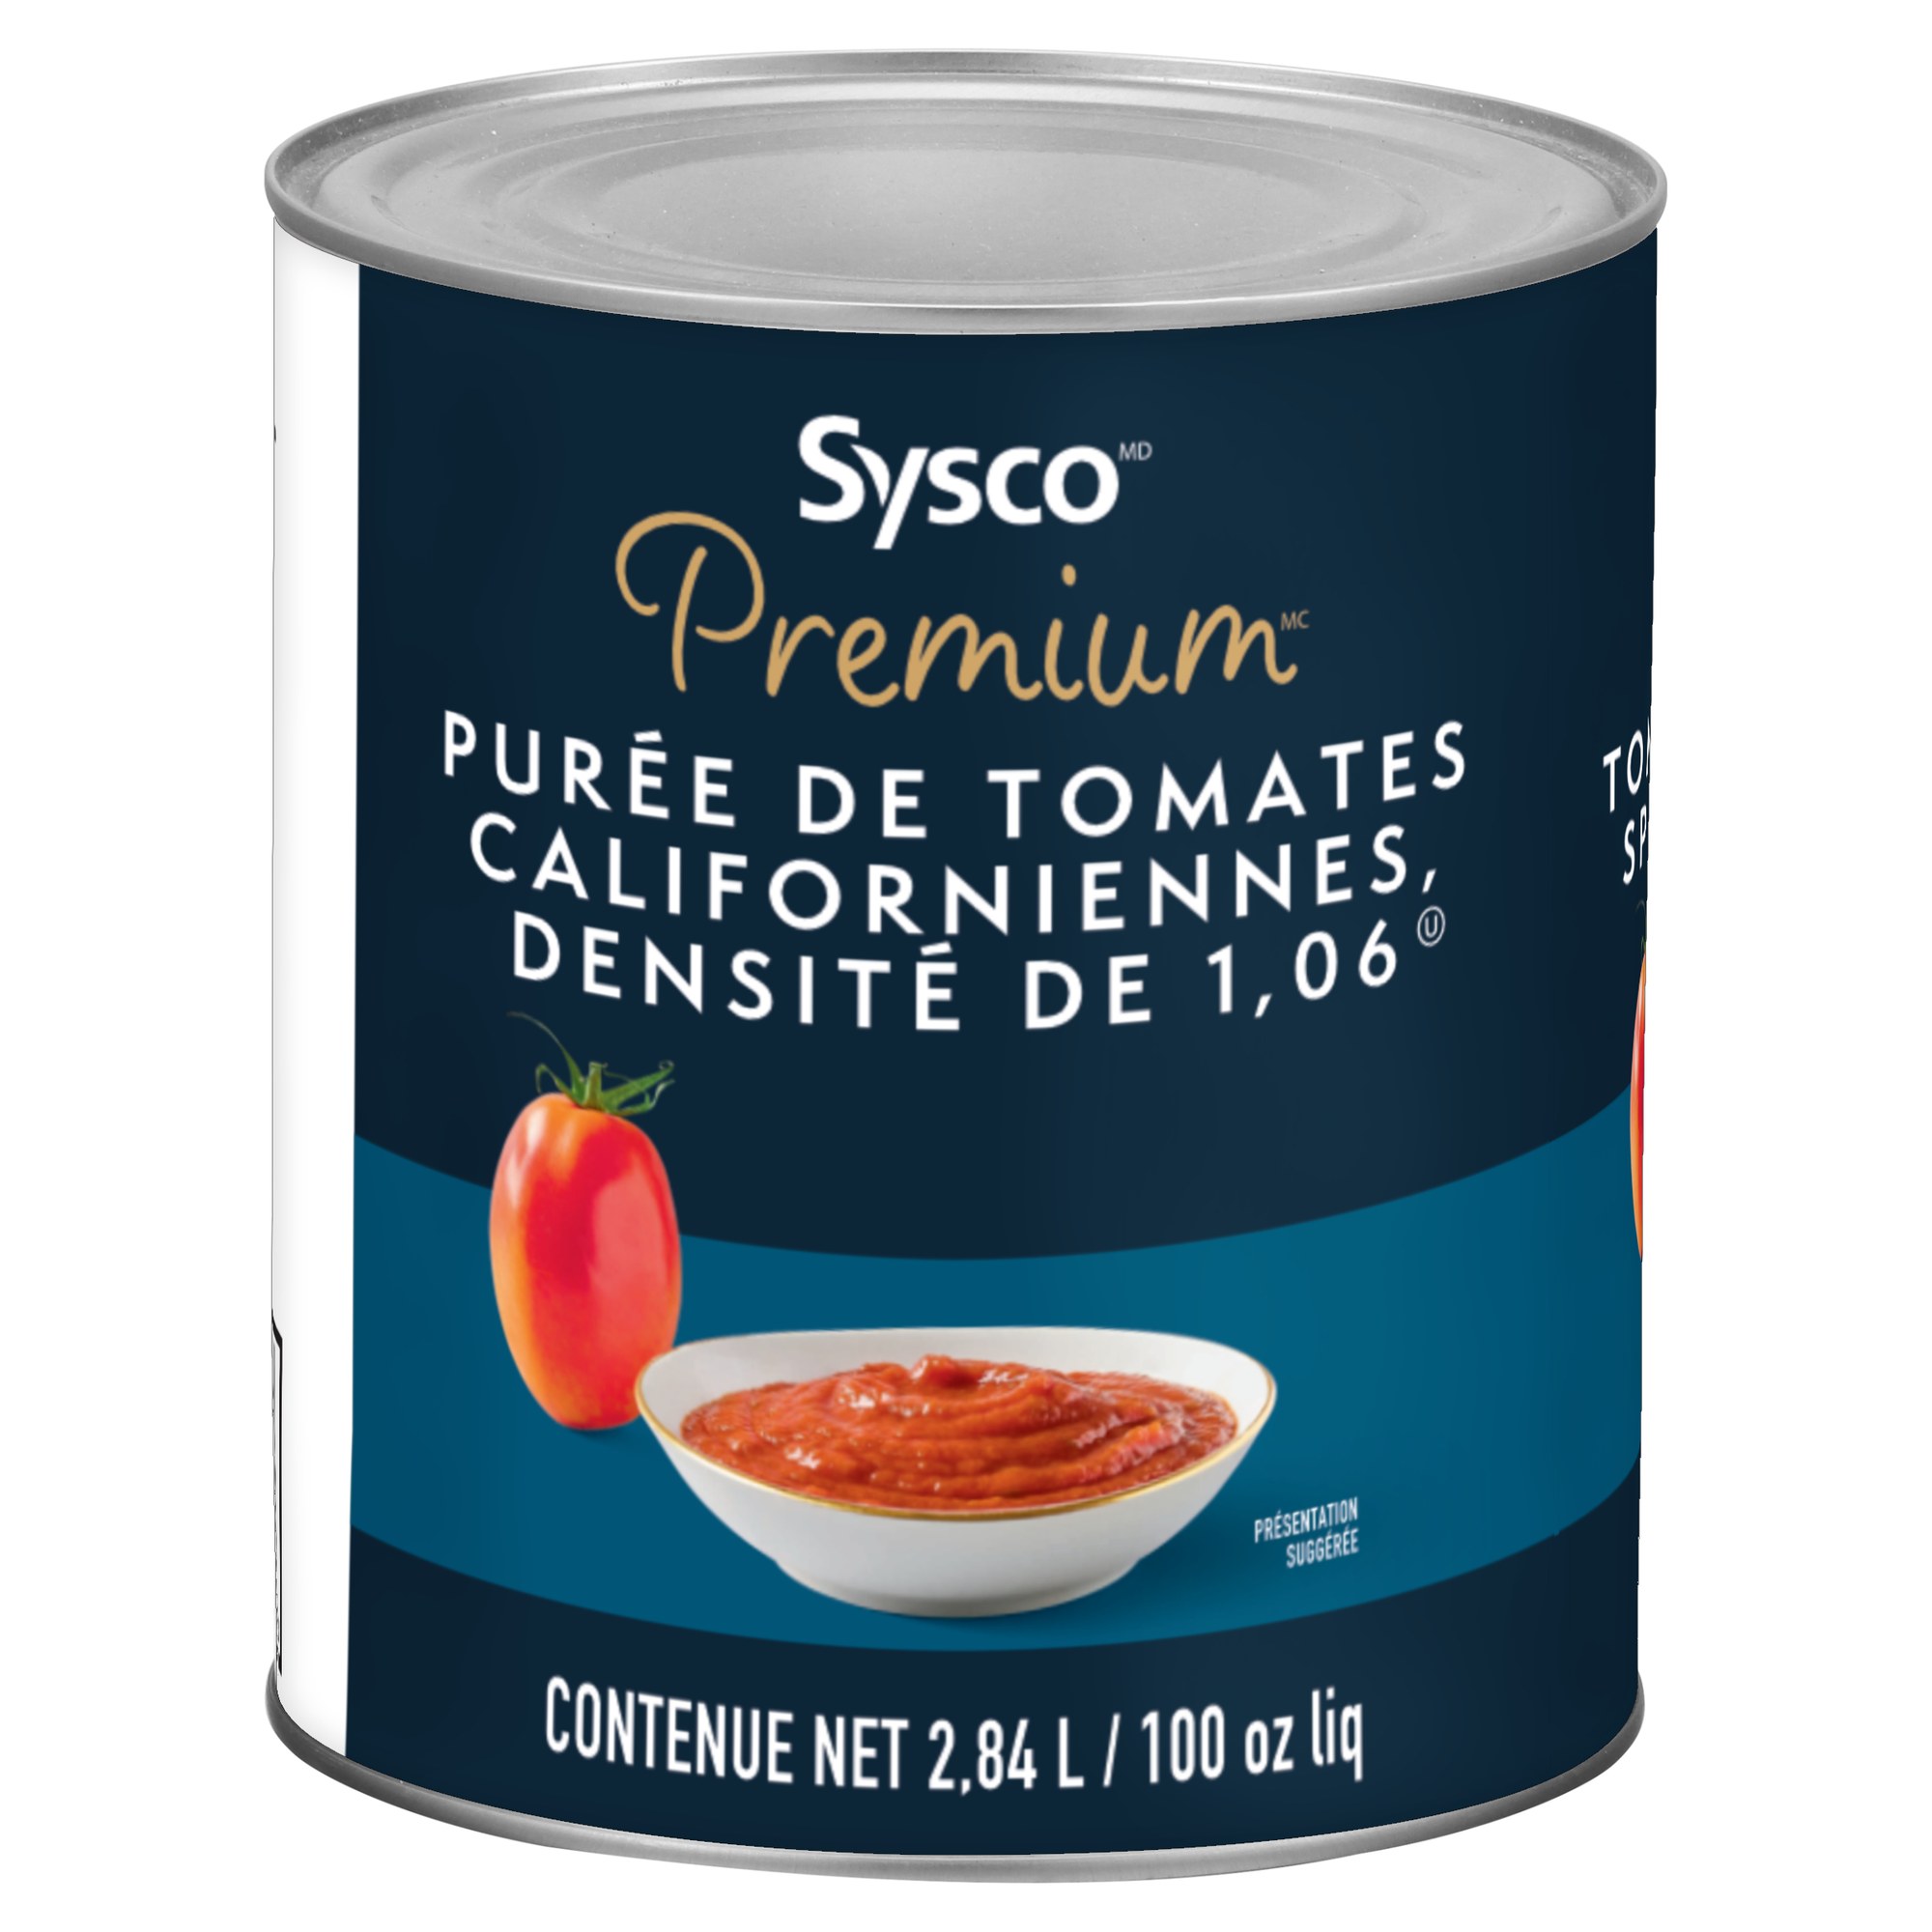 Sysco MD
Premium MC
PURÉE DE TOMATES
CALIFORNIENNES,
DENSITÉ DE 1,06 Ⓤ
PRÉSENTATION
SUGGÉRÉE
CONTENUE NET 2,84 L / 100 oz liq